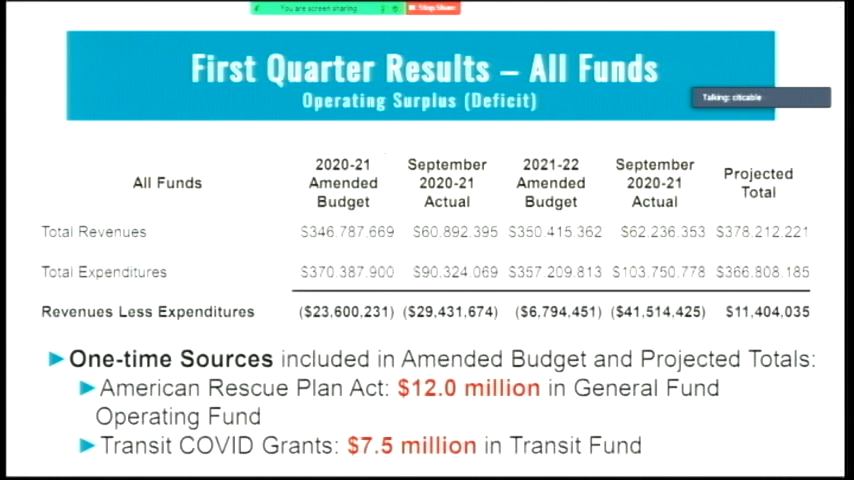 You are screen sharing
Stop Share
First Quarter Results – All Funds
Operating Surplus (Deficit)
Talking: citicable
All Funds
2020-21 Amended Budget
September 2020-21 Actual
2021-22 Amended Budget
September 2020-21 Actual
Projected Total
Total Revenues $346,787,669 $60,892,395 $350,415,362 $62,236,353 $378,212,221
Total Expenditures $370,387,900 $90,324,069 $357,209,813 $103,750,778 $366,808,185
Revenues Less Expenditures ($23,600,231) ($29,431,674) ($6,794,451) ($41,514,425) $11,404,035
One-time Sources included in Amended Budget and Projected Totals:
American Rescue Plan Act: $12.0 million in General Fund
Operating Fund
Transit COVID Grants: $7.5 million in Transit Fund